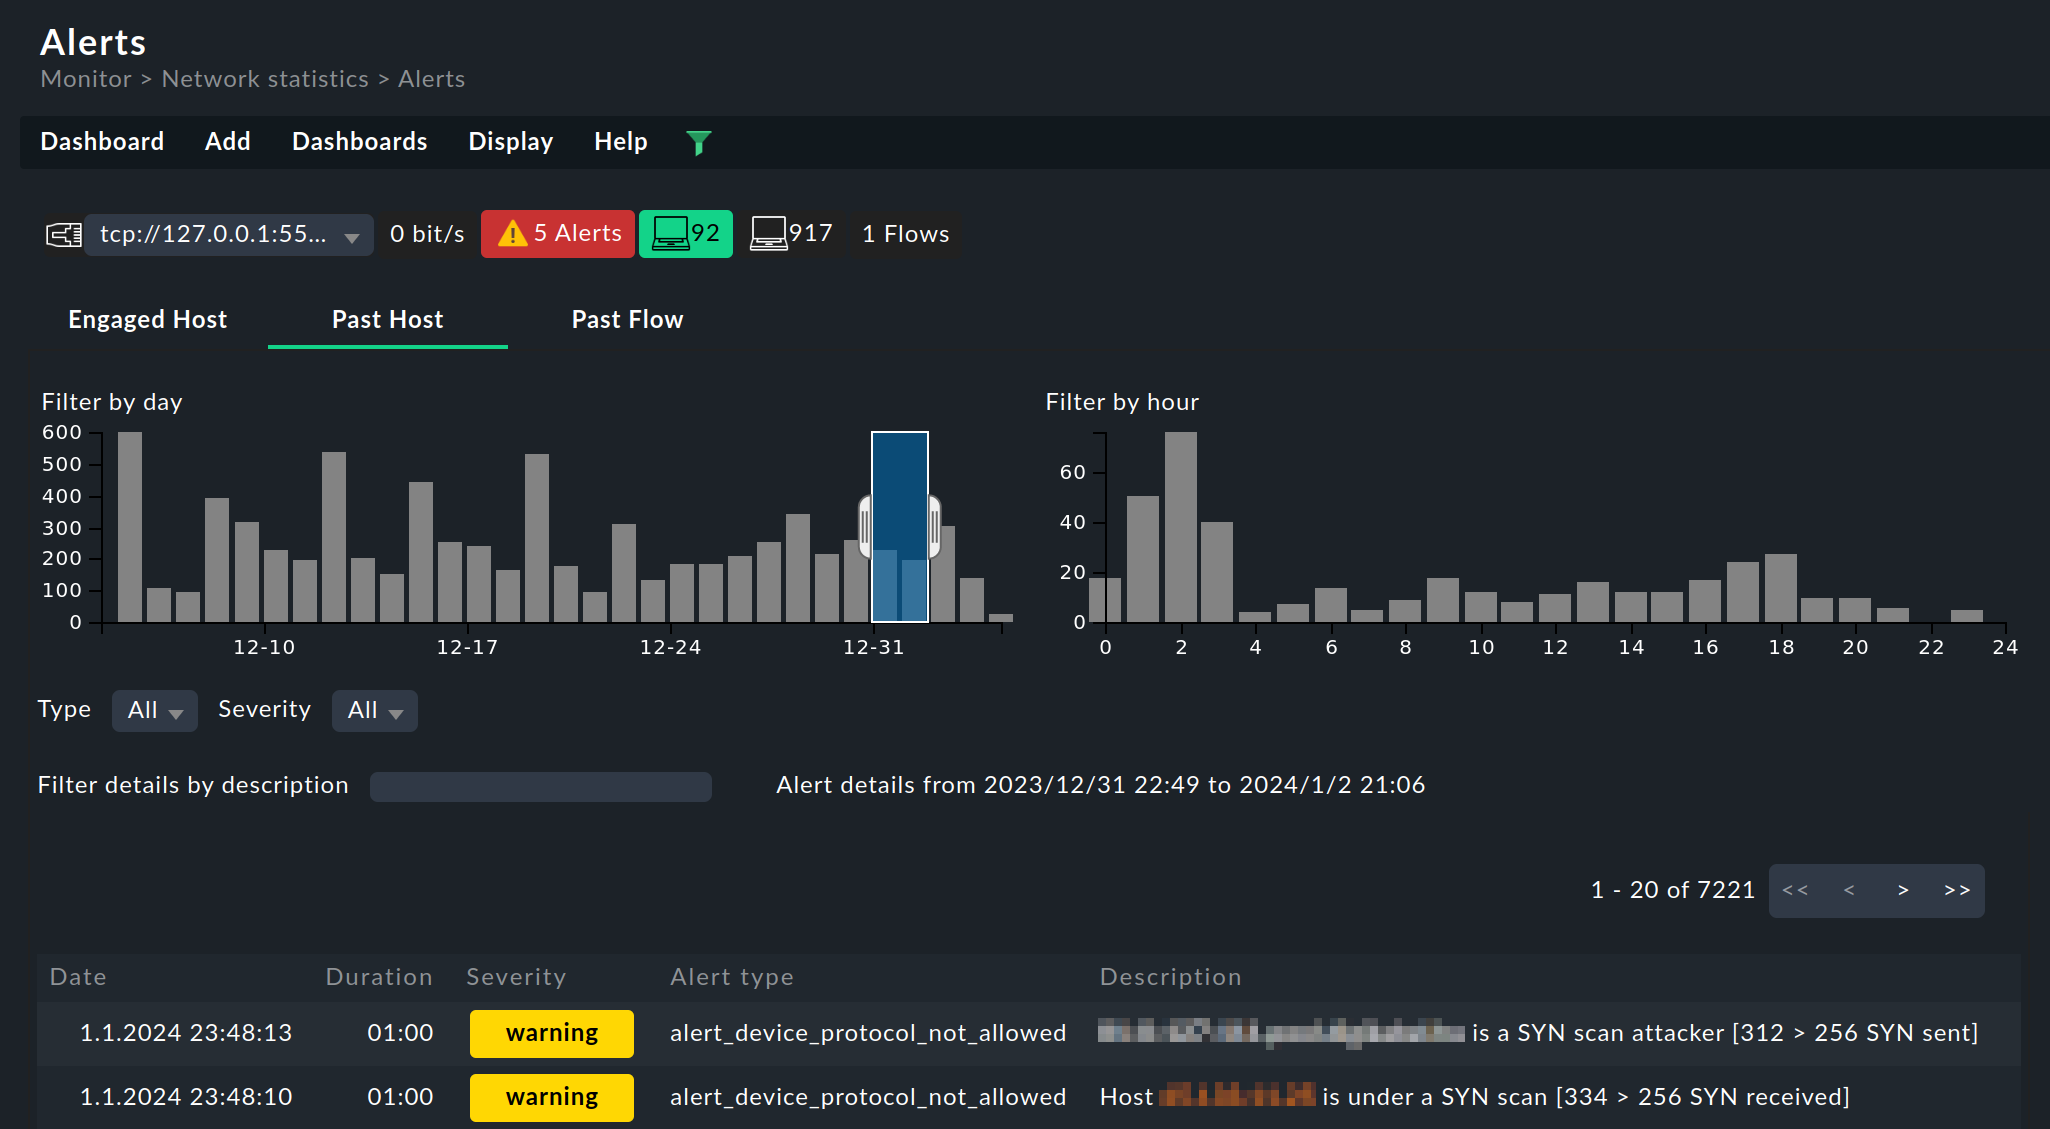 Alerts
Monitor > Network statistics > Alerts
Dashboard Add Dashboards Display Help
tcp://127.0.0.1:55... 0 bit/s 5 Alerts 92 917 1 Flows
Engaged Host Past Host Past Flow
Filter by day
600
500
400
300
200
100
0
12-10 12-17 12-24 12-31
Filter by hour
60
40
20
0
0 2 4 6 8 10 12 14 16 18 20 22 24
Type All Severity All
Filter details by description Alert details from 2023/12/31 22:49 to 2024/1/2 21:06
1 - 20 of 7221 << < > >>
Date Duration Severity Alert type Description
1.1.2024 23:48:13 01:00 warning alert_device_protocol_not_allowed is a SYN scan attacker [312 > 256 SYN sent]
1.1.2024 23:48:10 01:00 warning alert_device_protocol_not_allowed Host is under a SYN scan [334 > 256 SYN received]